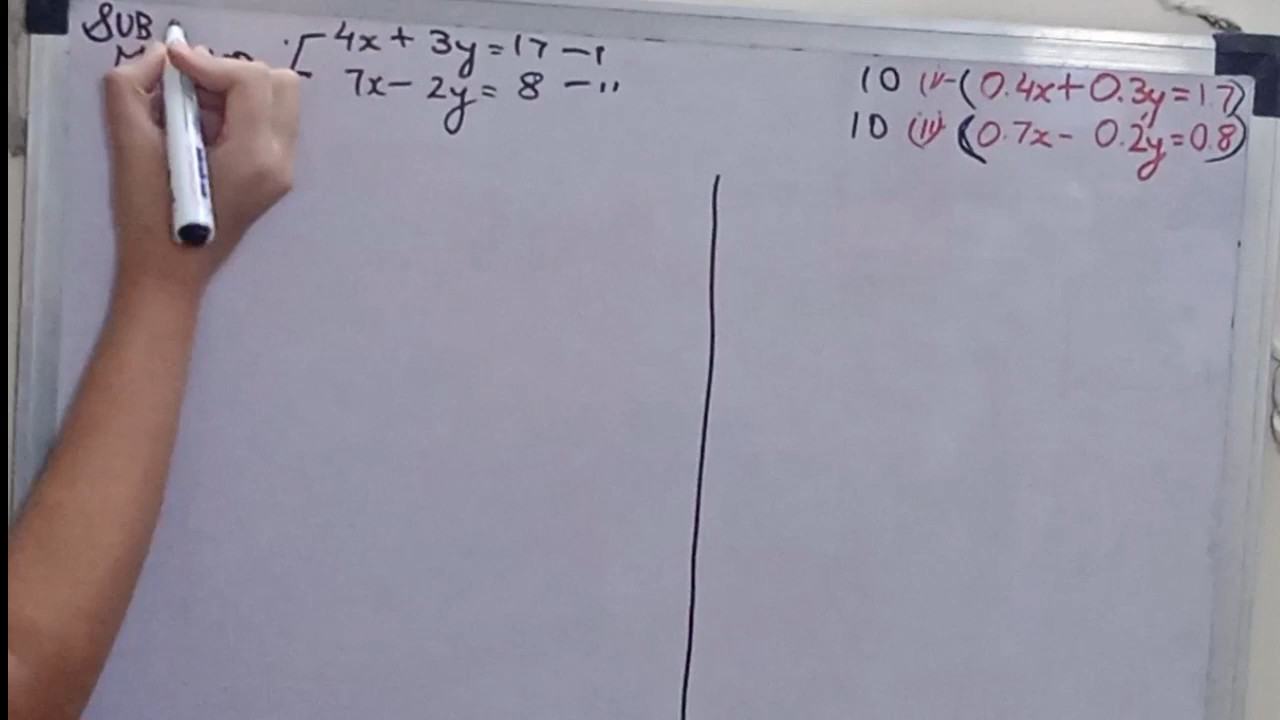 SUB
4x + 3y = 17 - ı
7x - 2y = 8 - ıı
10 (i) - (0.4x + 0.3y = 1.7)
10 (ii) (0.7x - 0.2y = 0.8)